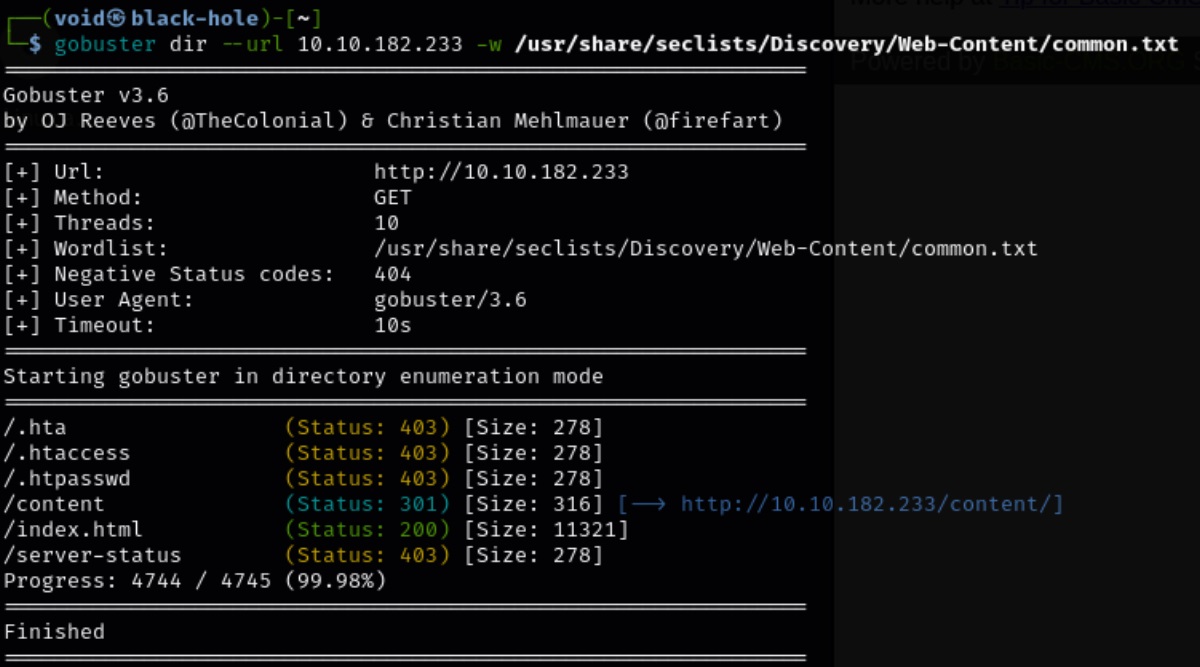 ┌──(void㉿black-hole)-[~]
└─$ gobuster dir --url 10.10.182.233 -w /usr/share/seclists/Discovery/Web-Content/common.txt
===============================================================
Gobuster v3.6
by OJ Reeves (@TheColonial) & Christian Mehlmauer (@firefart)
===============================================================
[+] Url:                     http://10.10.182.233
[+] Method:                  GET
[+] Threads:                 10
[+] Wordlist:                /usr/share/seclists/Discovery/Web-Content/common.txt
[+] Negative Status codes:   404
[+] User Agent:              gobuster/3.6
[+] Timeout:                 10s
===============================================================
Starting gobuster in directory enumeration mode
===============================================================
/.hta                 (Status: 403) [Size: 278]
/.htaccess            (Status: 403) [Size: 278]
/.htpasswd            (Status: 403) [Size: 278]
/content              (Status: 301) [Size: 316] [--> http://10.10.182.233/content/]
/index.html           (Status: 200) [Size: 11321]
/server-status        (Status: 403) [Size: 278]
Progress: 4744 / 4745 (99.98%)
===============================================================
Finished
===============================================================
Powered by